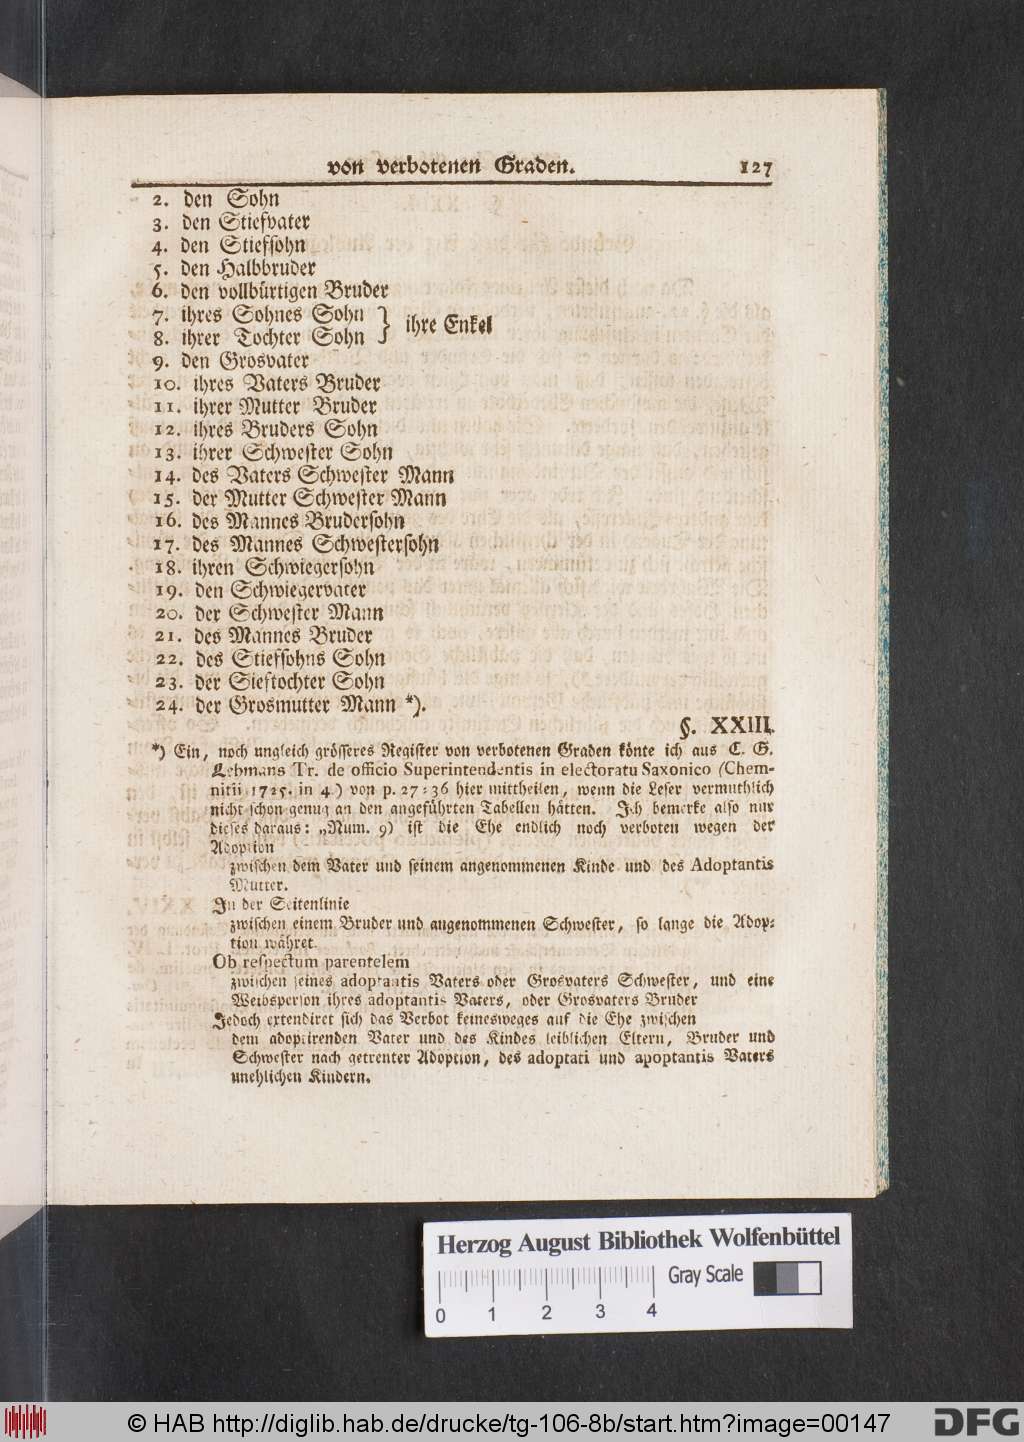 von verbotenen Graden. 127
2. den Sohn
3. den Stiefvater
4. den Stiefsohn
5. den Halbbruder
6. den vollbürtigen Bruder
7. ihres Sohnes Sohn } ihre Enkel
8. ihrer Tochter Sohn
9. den Grosvater
10. ihres Vaters Bruder
11. ihrer Mutter Bruder
12. ihres Bruders Sohn
13. ihrer Schwester Sohn
14. des Vaters Schwester Mann
15. der Mutter Schwester Mann
16. des Mannes Brudersohn
17. des Mannes Schwestersohn
18. ihren Schwiegersohn
19. den Schwiegervater
20. der Schwester Mann
21. des Mannes Bruder
22. des Stiefsohns Sohn
23. der Sieftochter Sohn
24. der Grosmutter Mann *).
§. XXIII.
*) Ein, noch ungleich grösseres Register von verbotenen Graden könte ich aus C. G.
Lehmans Tr. de officio Superintendentis in electoratu Saxonico (Chem-
nitii 1725. in 4.) von p. 27=36 hier mittheilen, wenn die Leser vermuthlich
nicht schon genug an den angeführten Tabellen hätten. Ich bemerke also nur
dieses daraus: „Num. 9) ist die Ehe endlich noch verboten wegen der
Adoption
zwischen dem Vater und seinem angenommenen Kinde und des Adoptantis
Mutter.
In der Seitenlinie
zwischen einem Bruder und angenommenen Schwester, so lange die Adop=
tion währet.
Ob respectum parentelem
zwischen seines adoptantis Vaters oder Grosvaters Schwester, und eine
Weibsperson ihres adoptantis Vaters, oder Grosvaters Bruder
Jedoch extendiret sich das Verbot keinesweges auf die Ehe zwischen
dem adoptirenden Vater und des Kindes leiblichen Eltern, Bruder und
Schwester nach getrenter Adoption, des adoptati und apoptantis Vaters
unehlichen Kindern.
Herzog August Bibliothek Wolfenbüttel
Gray Scale
0 1 2 3 4
© HAB http://diglib.hab.de/drucke/tg-106-8b/start.htm?image=00147
DFG